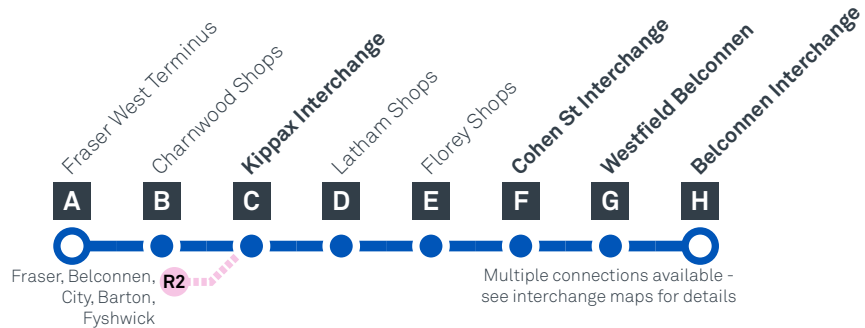 Fraser West Terminus
Charnwood Shops
Kippax Interchange
Latham Shops
Florey Shops
Cohen St Interchange
Westfield Belconnen
Belconnen Interchange
A
B
C
D
E
F
G
H
Fraser, Belconnen,
City, Barton,
Fyshwick
R2
Multiple connections available -
see interchange maps for details